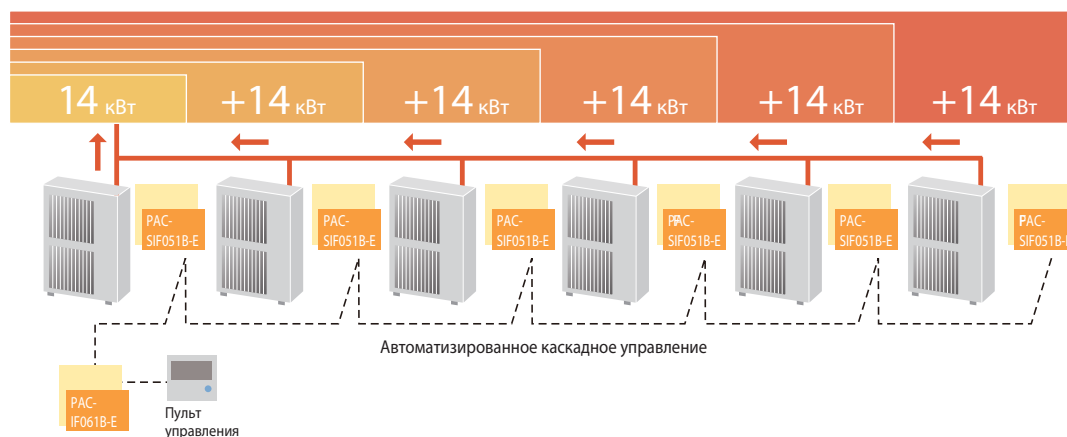 14 кВт +14 кВт +14 кВт +14 кВт +14 кВт +14 кВт
PAC-
SIF051B-E
PAC-
SIF051B-E
PAC-
SIF051B-E
PAC-
SIF051B-E
PAC-
SIF051B-E
PAC-
SIF051B-E
Автоматизированное каскадное управление
PAC-
IF061B-E
Пульт
управления